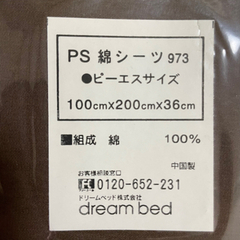 PS 綿シーツ 973
●ピーエスサイズ
100cm×200cm×36cm
■組成 綿 100%
中国製
お客様相談窓口
0120-652-231
ドリームベッド株式会社
dream bed